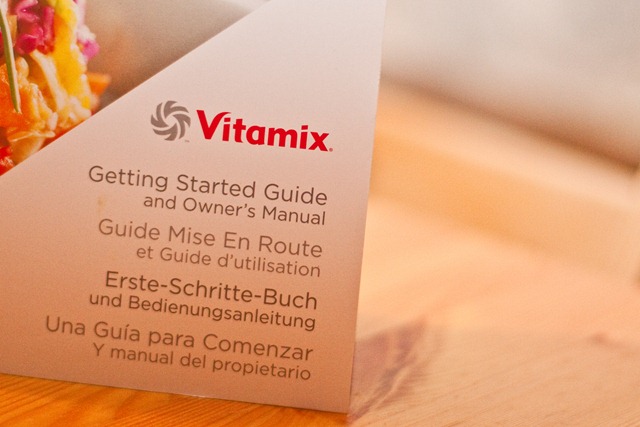 Vitamix
Getting Started Guide
and Owner's Manual
Guide Mise En Route
et Guide d'utilisation
Erste-Schritte-Buch
und Bedienungsanleitung
Una Guía para Comenzar
Y manual del propietario